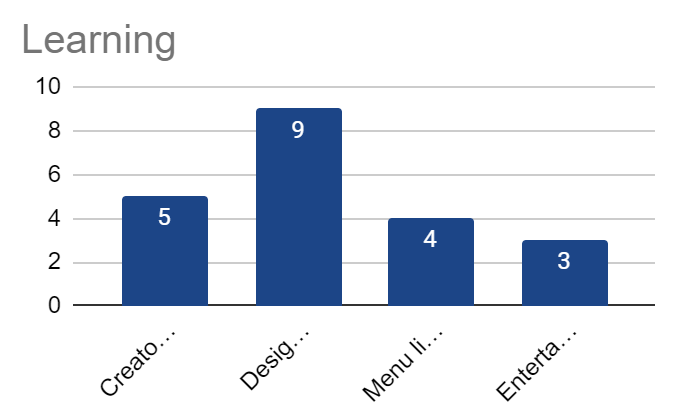 Learning
10
8
6
4
2
0
5
9
4
3
Creato…
Desig…
Menu li…
Enterta…